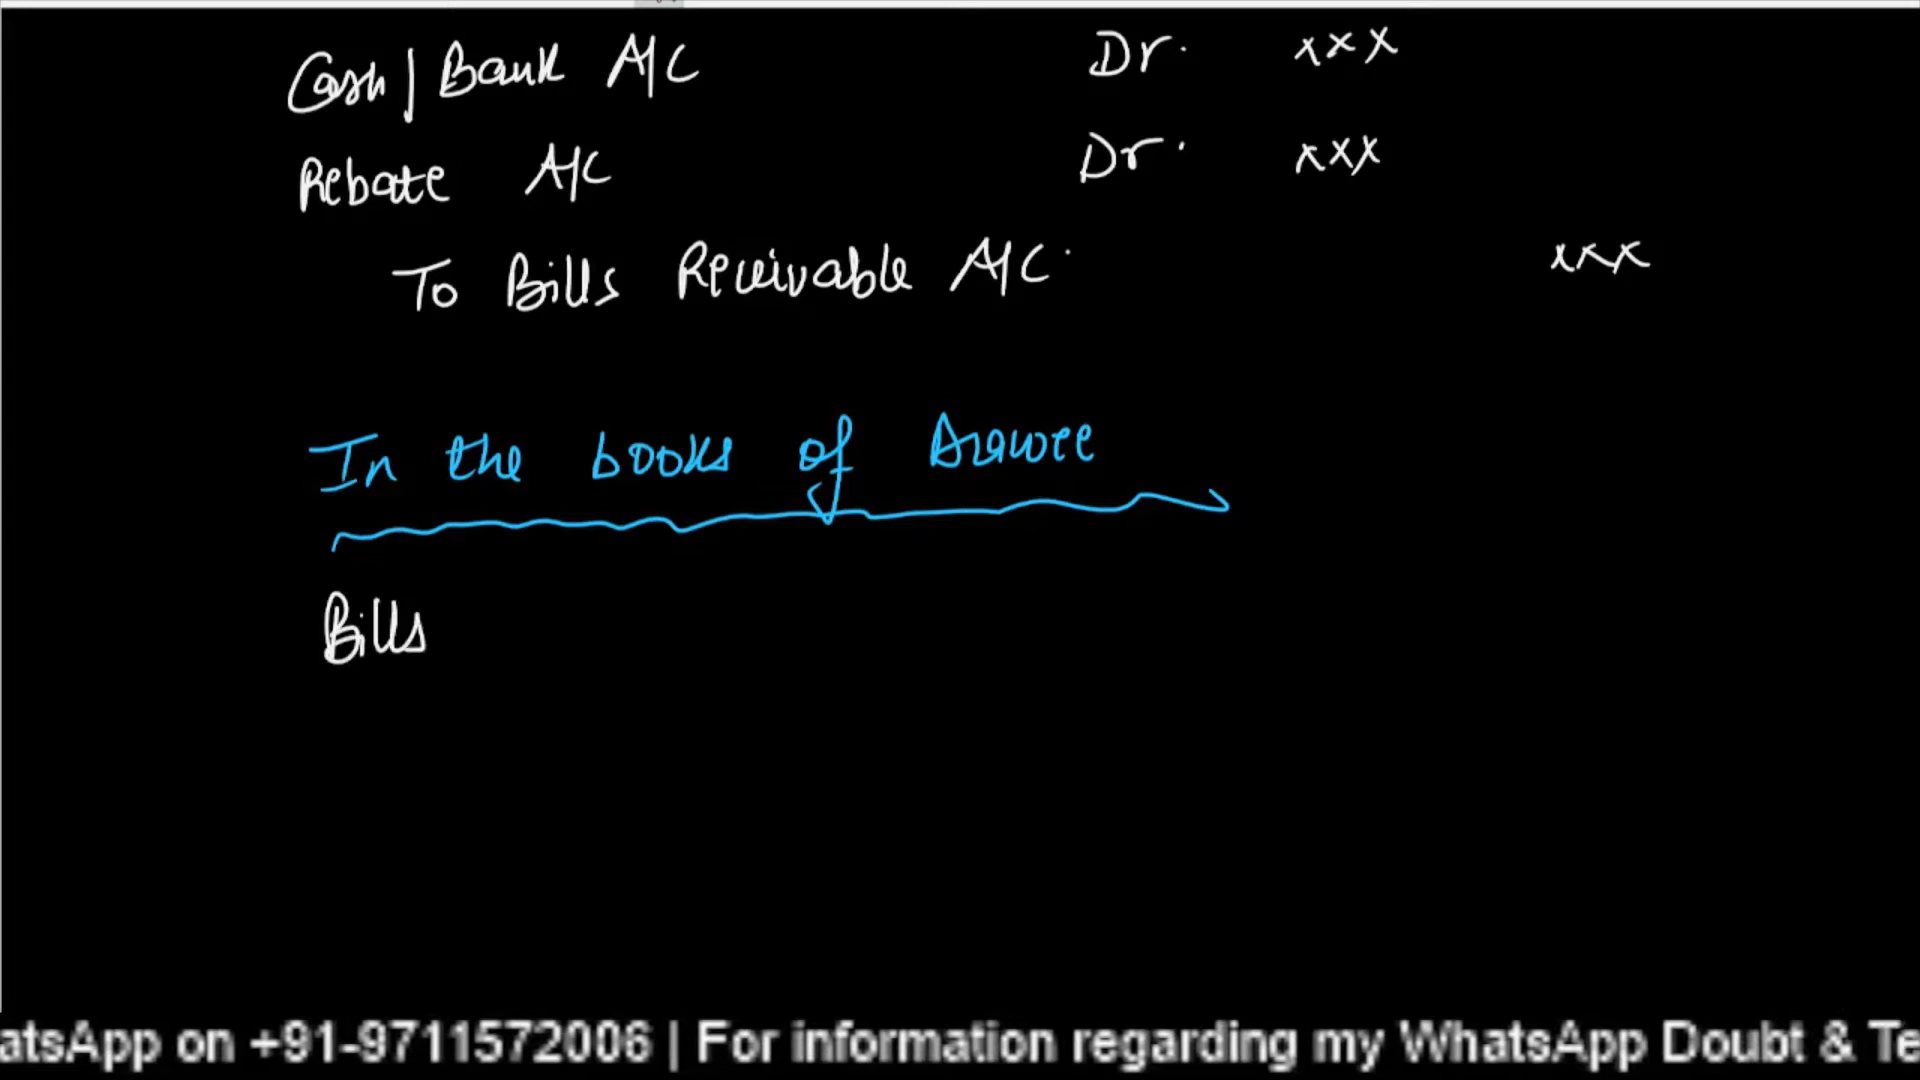 Cash/Bank A/C Dr. xxx
Rebate A/C Dr. xxx
To Bills Receivable A/C. xxx
In the books of Drawee
Bills
atsApp on +91-9711572006 | For information regarding my WhatsApp Doubt & Te